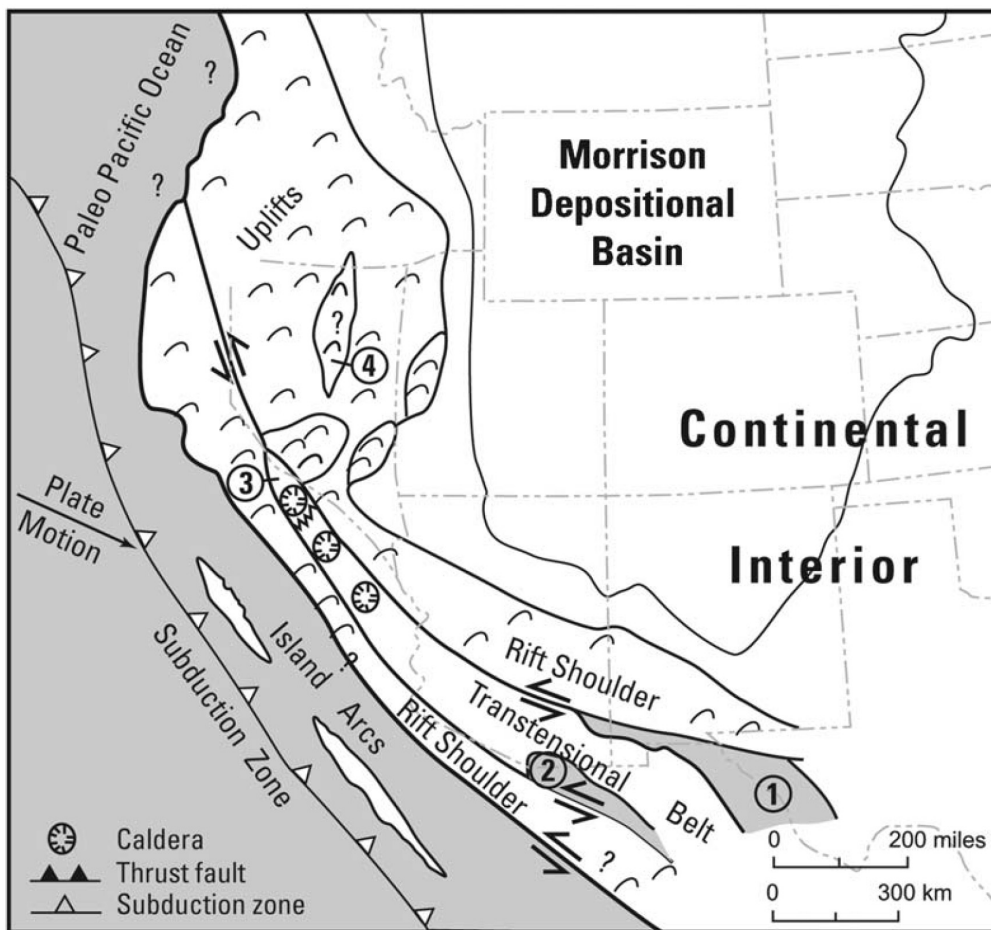 Paleo Pacific Ocean
?
?
Uplifts
?
4
Morrison
Depositional
Basin
Continental
Interior
3
Plate
Motion
Subduction Zone
Island Arcs
?
Rift Shoulder
Rift Shoulder
Transtensional
Belt
2
1
?
Caldera
Thrust fault
Subduction zone
0 200 miles
0 300 km